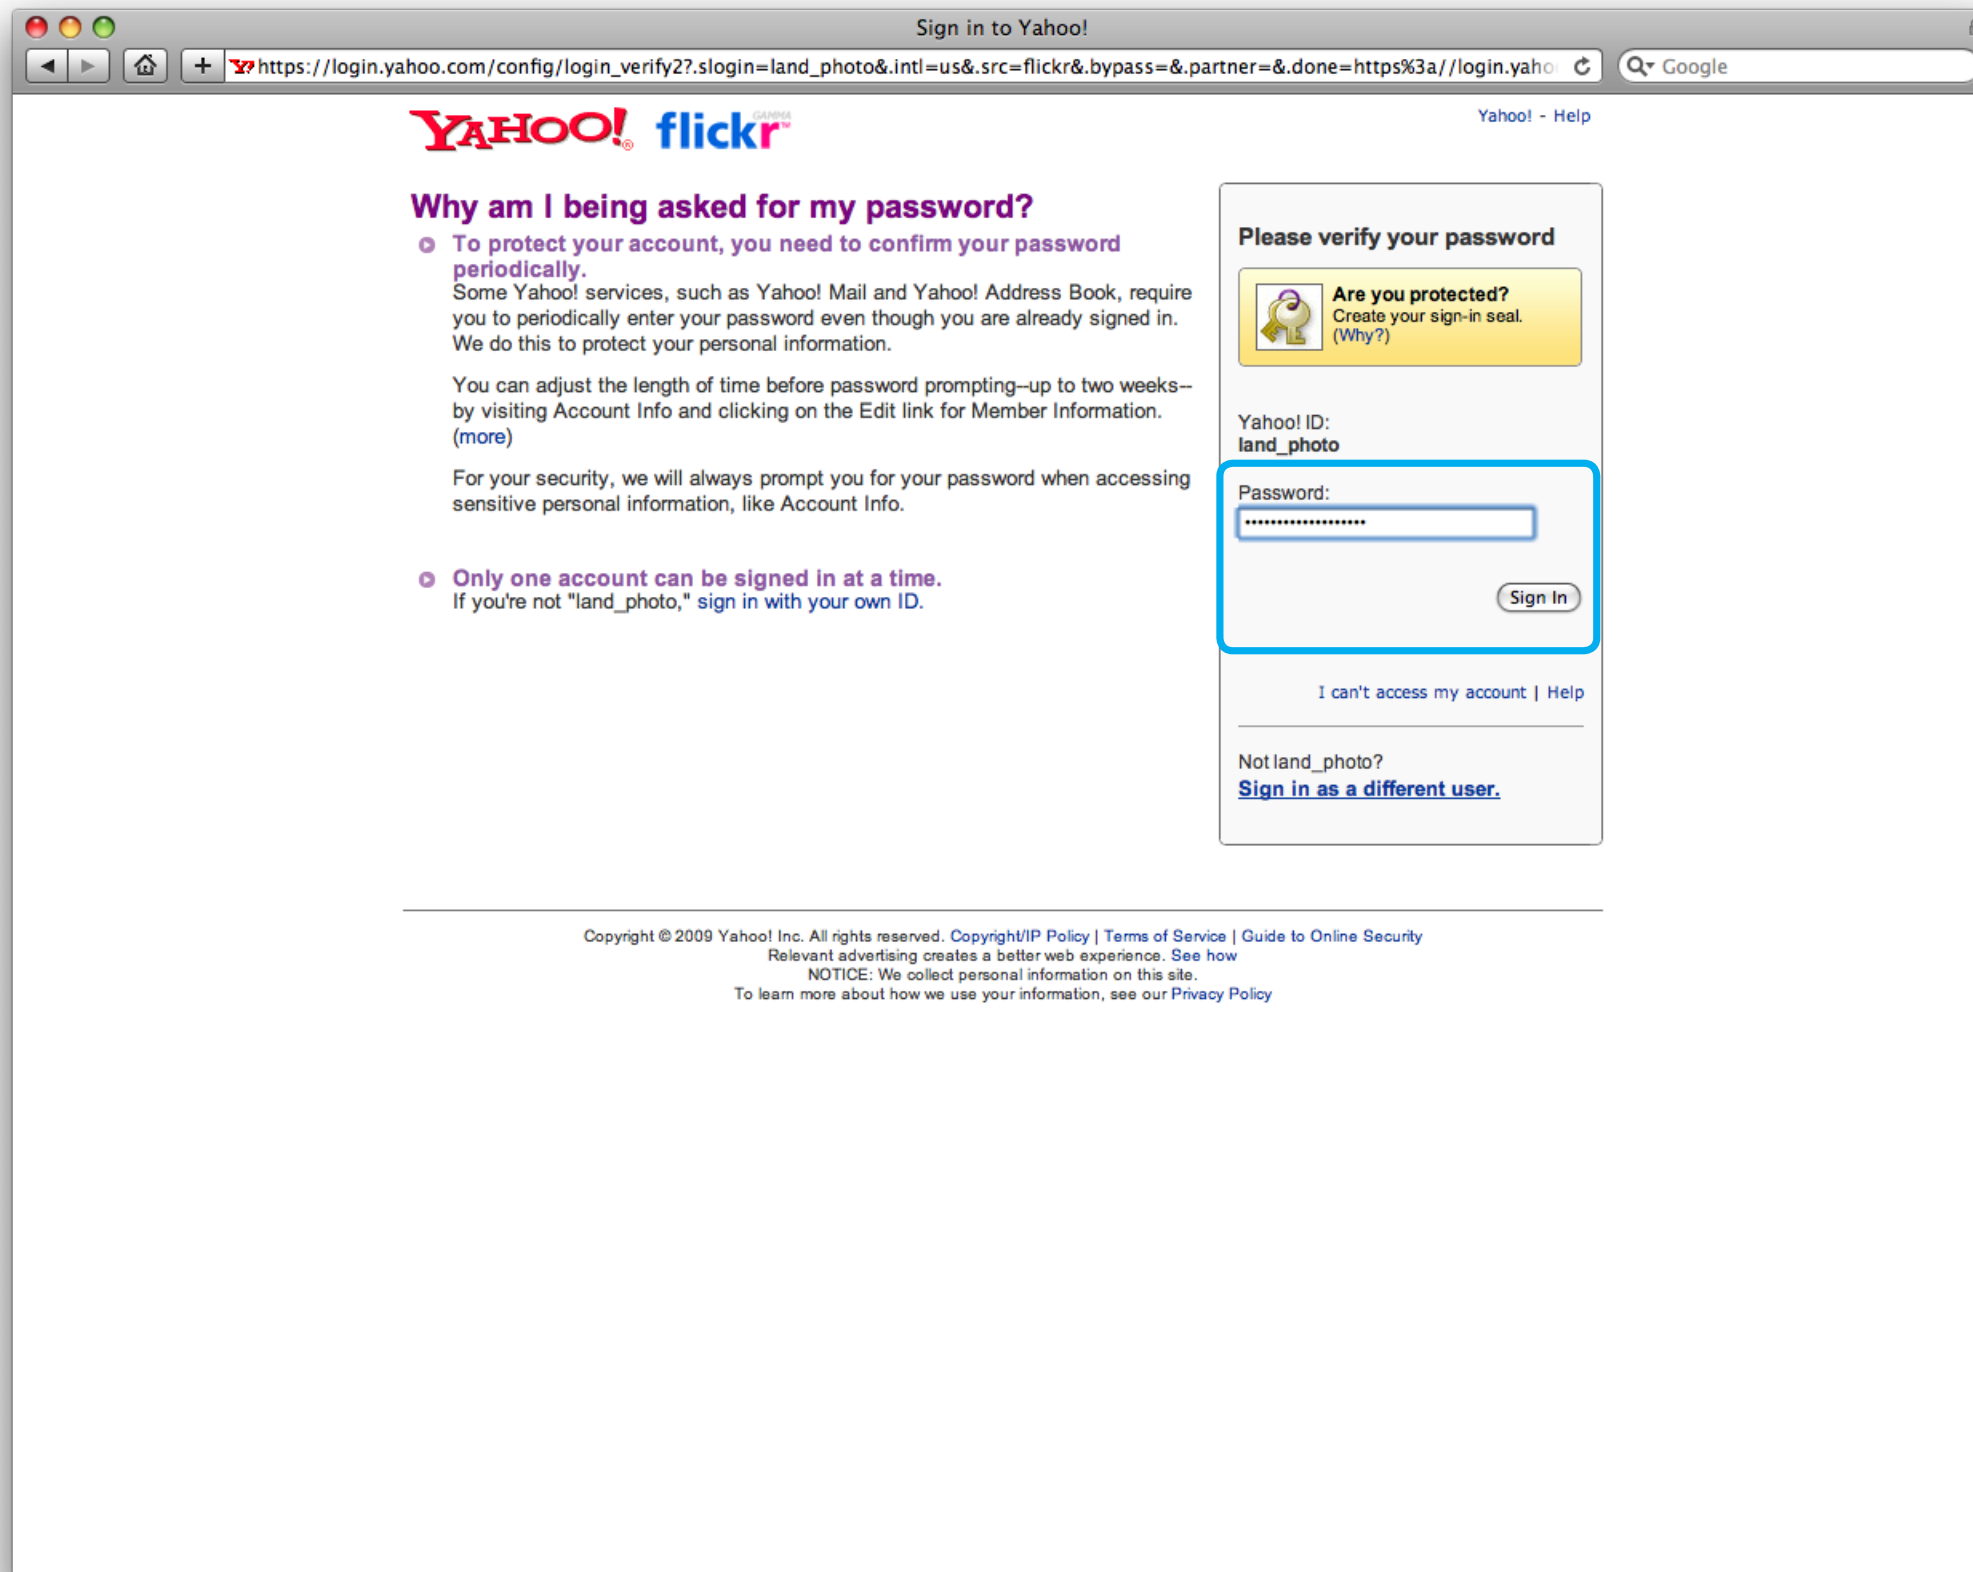 Sign in to Yahoo!
https://login.yahoo.com/config/login_verify2?.slogin=land_photo&.intl=us&.src=flickr&.bypass=&.partner=&.done=https%3a//login.yaho
Google
YAHOO!® flickr™ GAMMA
Yahoo! - Help
Why am I being asked for my password?
To protect your account, you need to confirm your password
periodically.
Some Yahoo! services, such as Yahoo! Mail and Yahoo! Address Book, require
you to periodically enter your password even though you are already signed in.
We do this to protect your personal information.
You can adjust the length of time before password prompting--up to two weeks--
by visiting Account Info and clicking on the Edit link for Member Information.
(more)
For your security, we will always prompt you for your password when accessing
sensitive personal information, like Account Info.
Only one account can be signed in at a time.
If you're not "land_photo," sign in with your own ID.
Please verify your password
Are you protected?
Create your sign-in seal.
(Why?)
Yahoo! ID:
land_photo
Password:
•••••••••••••••••••
Sign In
I can't access my account | Help
Not land_photo?
Sign in as a different user.
Copyright © 2009 Yahoo! Inc. All rights reserved. Copyright/IP Policy | Terms of Service | Guide to Online Security
Relevant advertising creates a better web experience. See how
NOTICE: We collect personal information on this site.
To learn more about how we use your information, see our Privacy Policy